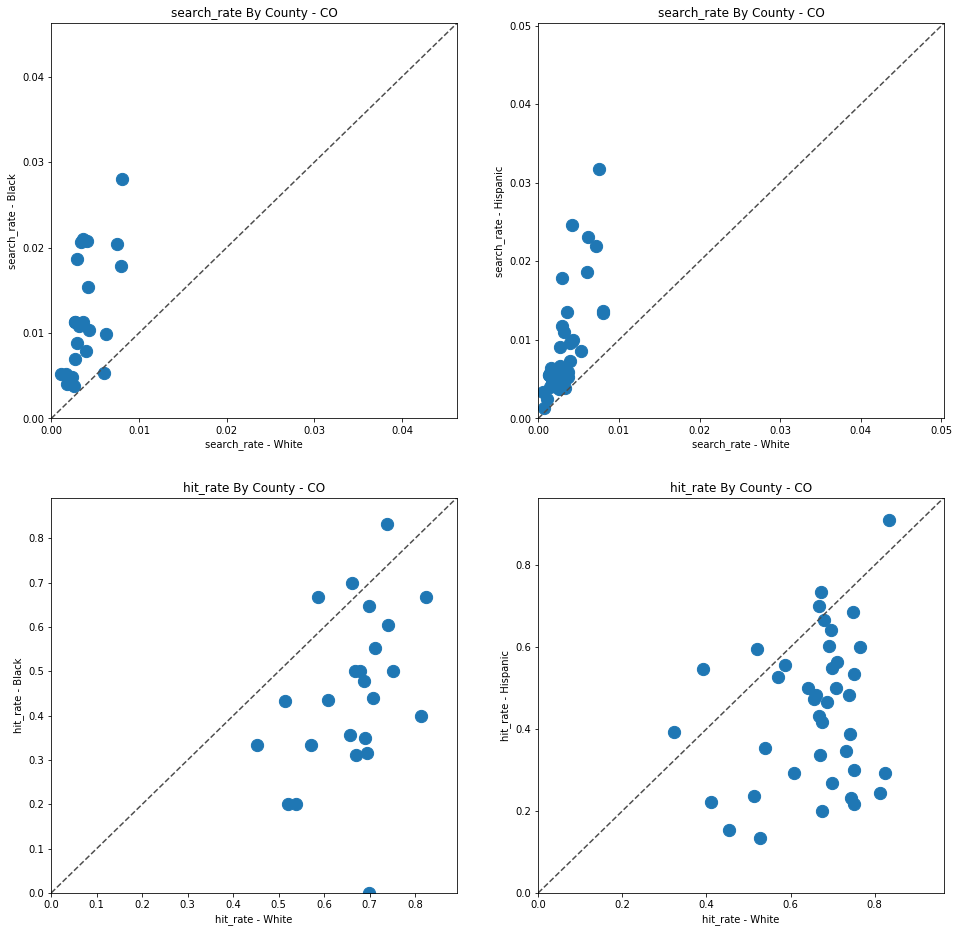 search_rate By County - CO
0.04
0.03
0.02
0.01
0.00
search_rate - Black
0.00 0.01 0.02 0.03 0.04
search_rate - White
search_rate By County - CO
0.05
0.04
0.03
0.02
0.01
0.00
search_rate - Hispanic
0.00 0.01 0.02 0.03 0.04 0.05
search_rate - White
hit_rate By County - CO
0.8
0.7
0.6
0.5
0.4
0.3
0.2
0.1
0.0
hit_rate - Black
0.0 0.1 0.2 0.3 0.4 0.5 0.6 0.7 0.8
hit_rate - White
hit_rate By County - CO
0.8
0.6
0.4
0.2
0.0
hit_rate - Hispanic
0.0 0.2 0.4 0.6 0.8
hit_rate - White